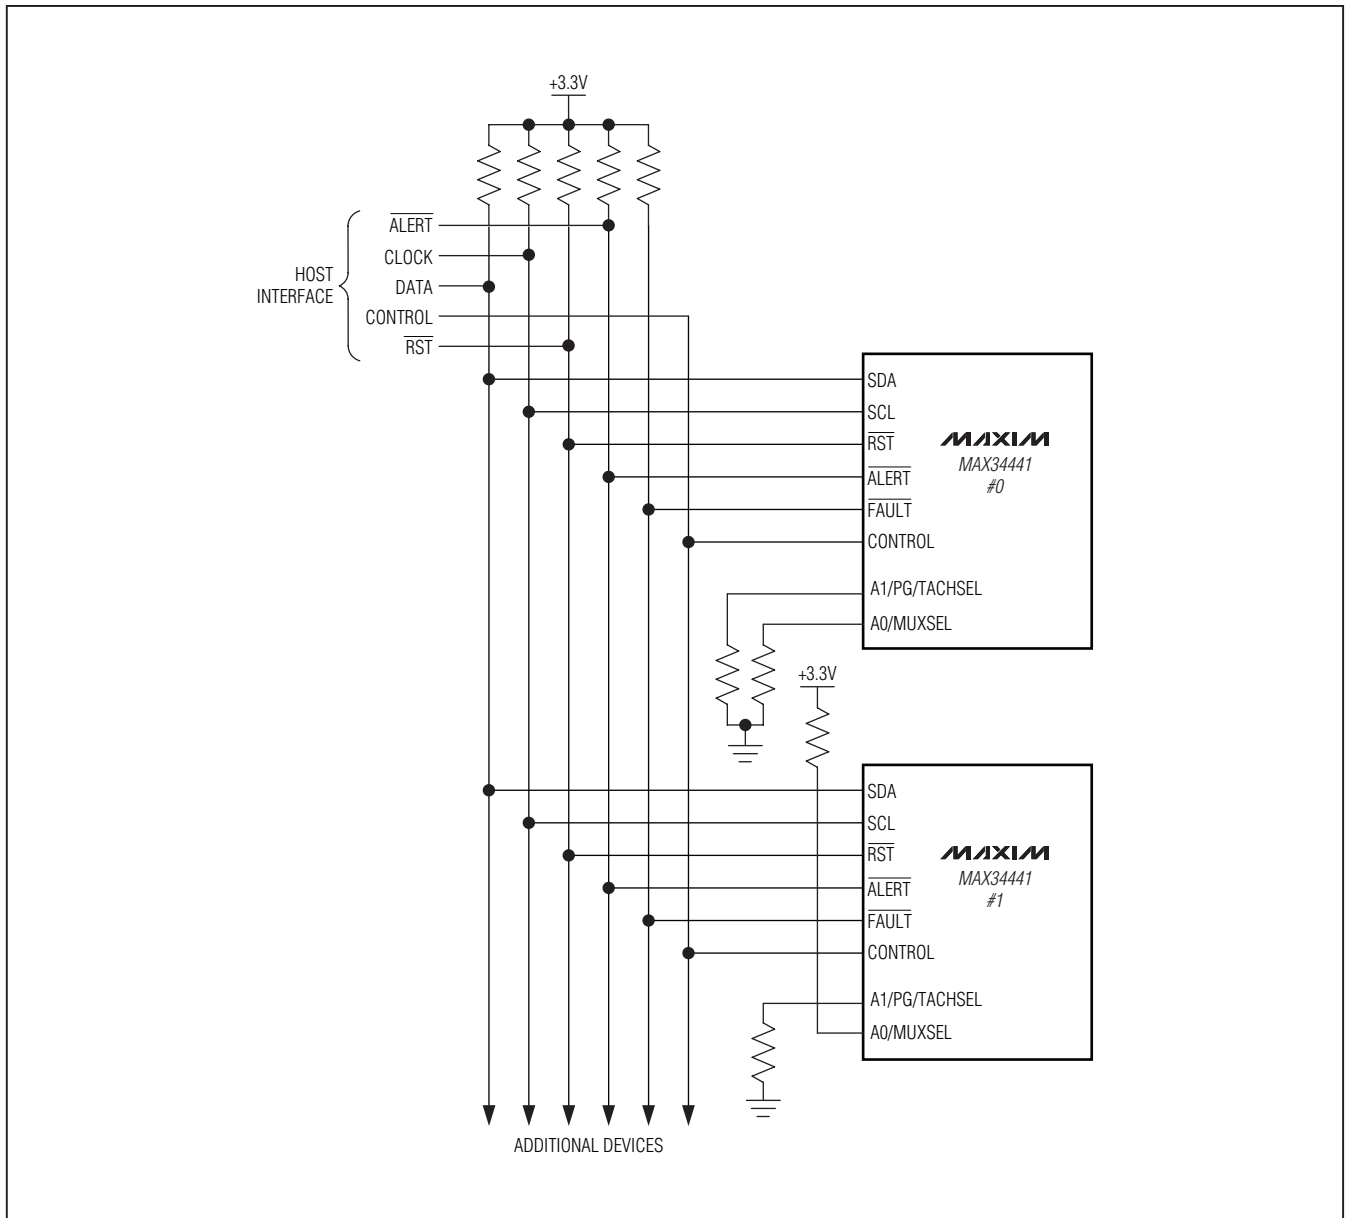 +3.3V
ALERT
CLOCK
DATA
CONTROL
RST
HOST
INTERFACE
SDA
SCL
RST
ALERT
FAULT
CONTROL
A1/PG/TACHSEL
A0/MUXSEL
MAXIM
MAX34441
#0
+3.3V
SDA
SCL
RST
ALERT
FAULT
CONTROL
A1/PG/TACHSEL
A0/MUXSEL
MAXIM
MAX34441
#1
ADDITIONAL DEVICES